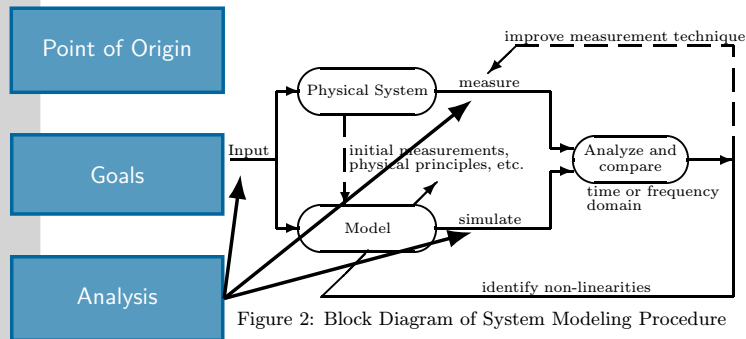 Point of Origin
Goals
Analysis
improve measurement technique
Physical System
measure
Input
initial measurements,
physical principles, etc.
Analyze and
compare
time or frequency
domain
Model
simulate
identify non-linearities
Figure 2: Block Diagram of System Modeling Procedure